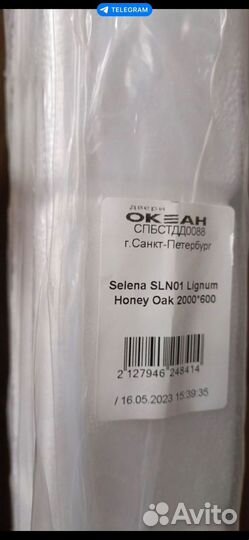 TELEGRAM
двери
ОКЕАН
СПБСТДД0088
г.Санкт-Петербург
Selena SLN01 Lignum
Honey Oak 2000*600
2 127946 248414
/ 16.05.2023 15:39:35
Avito